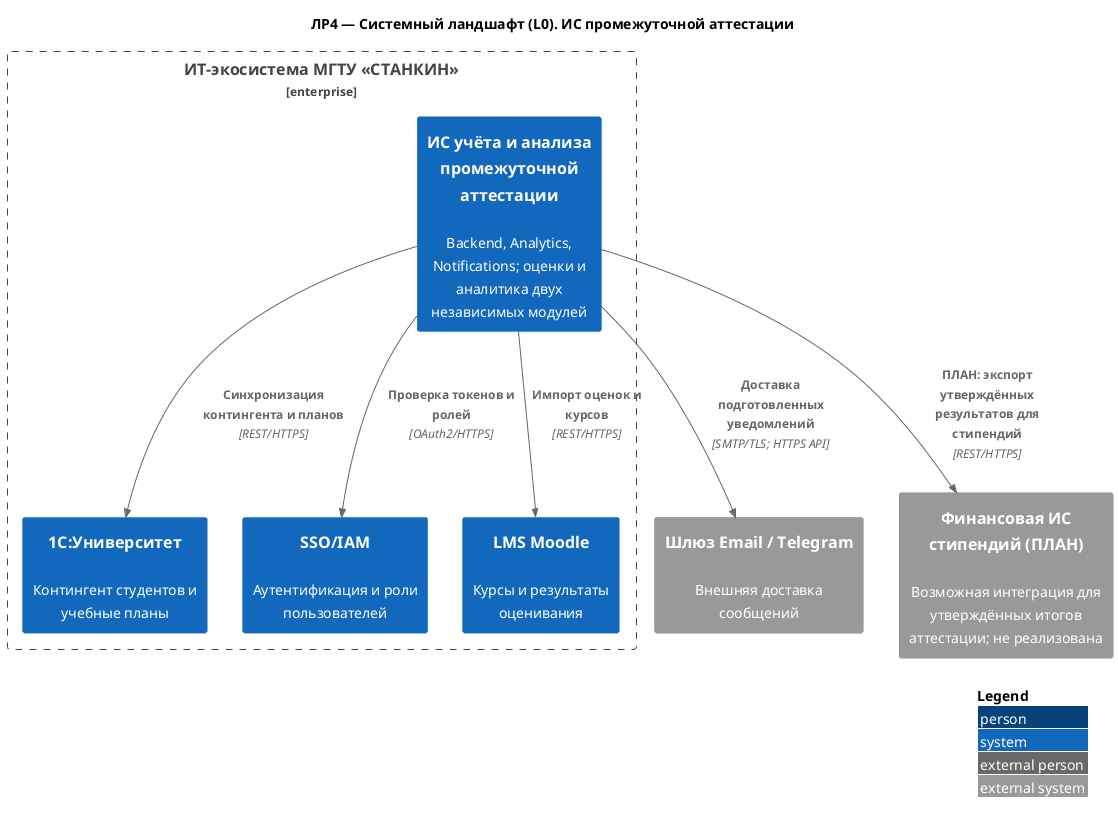 ЛР4 — Системный ландшафт (L0). ИС промежуточной аттестации
ИТ-экосистема МГТУ «СТАНКИН»
[enterprise]
ИС учёта и анализа
промежуточной
аттестации
Backend, Analytics,
Notifications; оценки и
аналитика двух
независимых модулей
Синхронизация
контингента и планов
[REST/HTTPS]
Проверка токенов и
ролей
[OAuth2/HTTPS]
Импорт оценок и
курсов
[REST/HTTPS]
Доставка
подготовленных
уведомлений
[SMTP/TLS; HTTPS API]
ПЛАН: экспорт
утверждённых
результатов для
стипендий
[REST/HTTPS]
1С:Университет
Контингент студентов и
учебные планы
SSO/IAM
Аутентификация и роли
пользователей
LMS Moodle
Курсы и результаты
оценивания
Шлюз Email / Telegram
Внешняя доставка
сообщений
Финансовая ИС
стипендий (ПЛАН)
Возможная интеграция для
утверждённых итогов
аттестации; не реализована
Legend
person
system
external person
external system